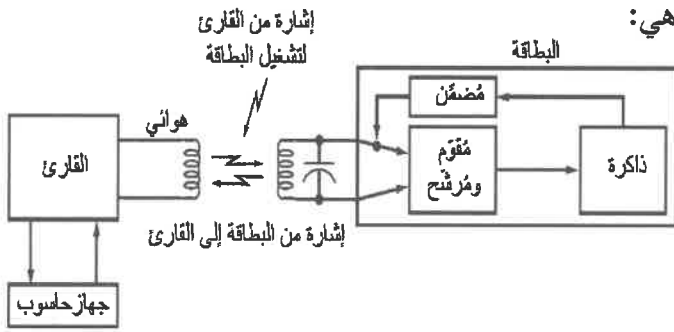 هي:
إشارة من القارئ
لتشغيل البطاقة
البطاقة
مُضمِّن
هوائي
القارئ
مُقوّم
ومُرشّح
ذاكرة
إشارة من البطاقة إلى القارئ
جهاز حاسوب